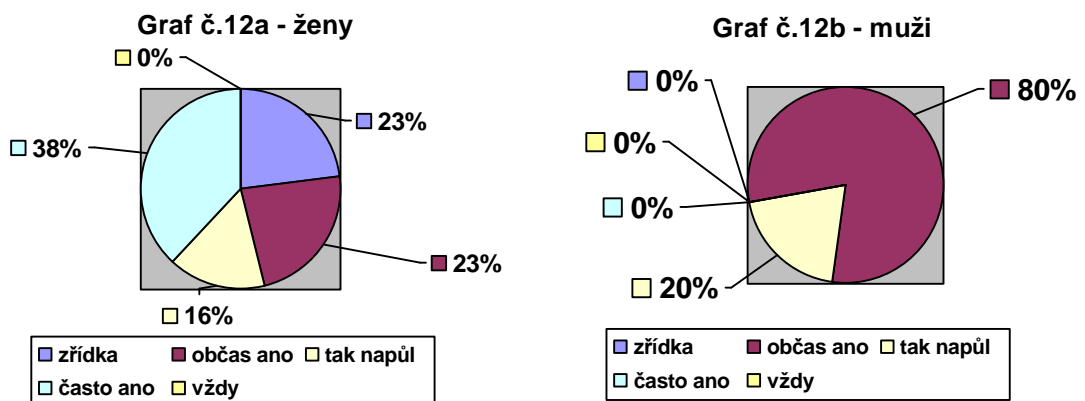 Graf č.12a - ženy
0%
23%
38%
23%
16%
zřídka občas ano tak napůl
často ano vždy
Graf č.12b - muži
0%
80%
0%
0%
20%
zřídka občas ano tak napůl
často ano vždy